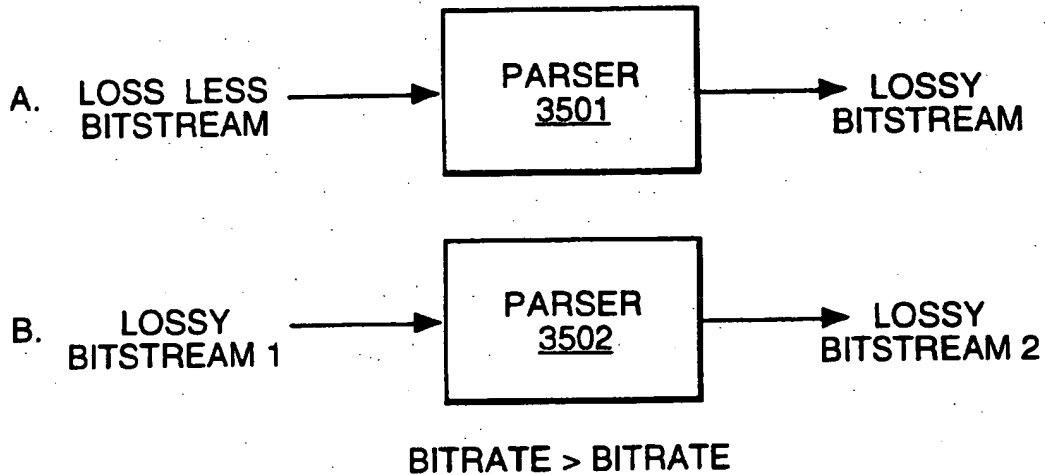 A. LOSS LESS
BITSTREAM
PARSER
3501
LOSSY
BITSTREAM
B. LOSSY
BITSTREAM 1
PARSER
3502
LOSSY
BITSTREAM 2
BITRATE > BITRATE